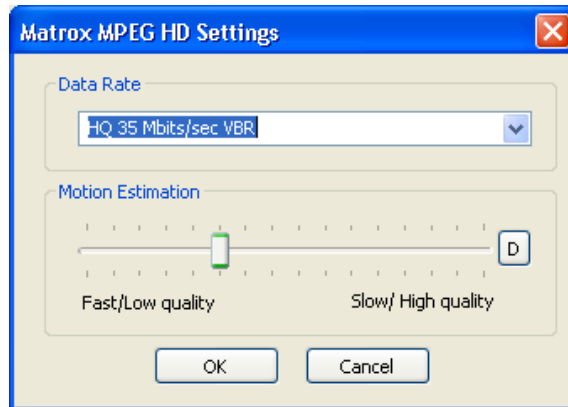 Matrox MPEG HD Settings
Data Rate
HQ 35 Mbits/sec VBR
Motion Estimation
D
Fast/Low quality Slow/ High quality
OK Cancel